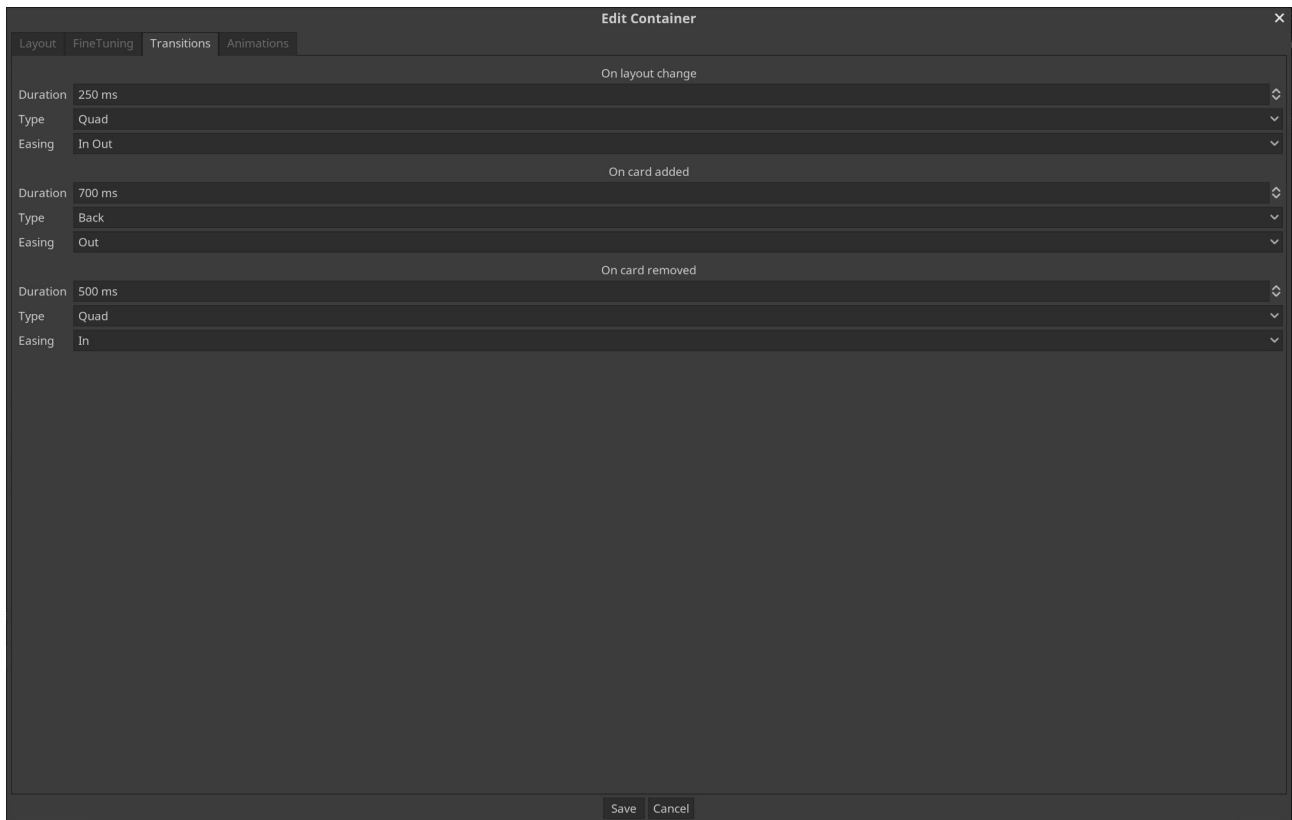 Edit Container
Layout FineTuning Transitions Animations
On layout change
Duration 250 ms
Type Quad
Easing In Out
On card added
Duration 700 ms
Type Back
Easing Out
On card removed
Duration 500 ms
Type Quad
Easing In
Save Cancel